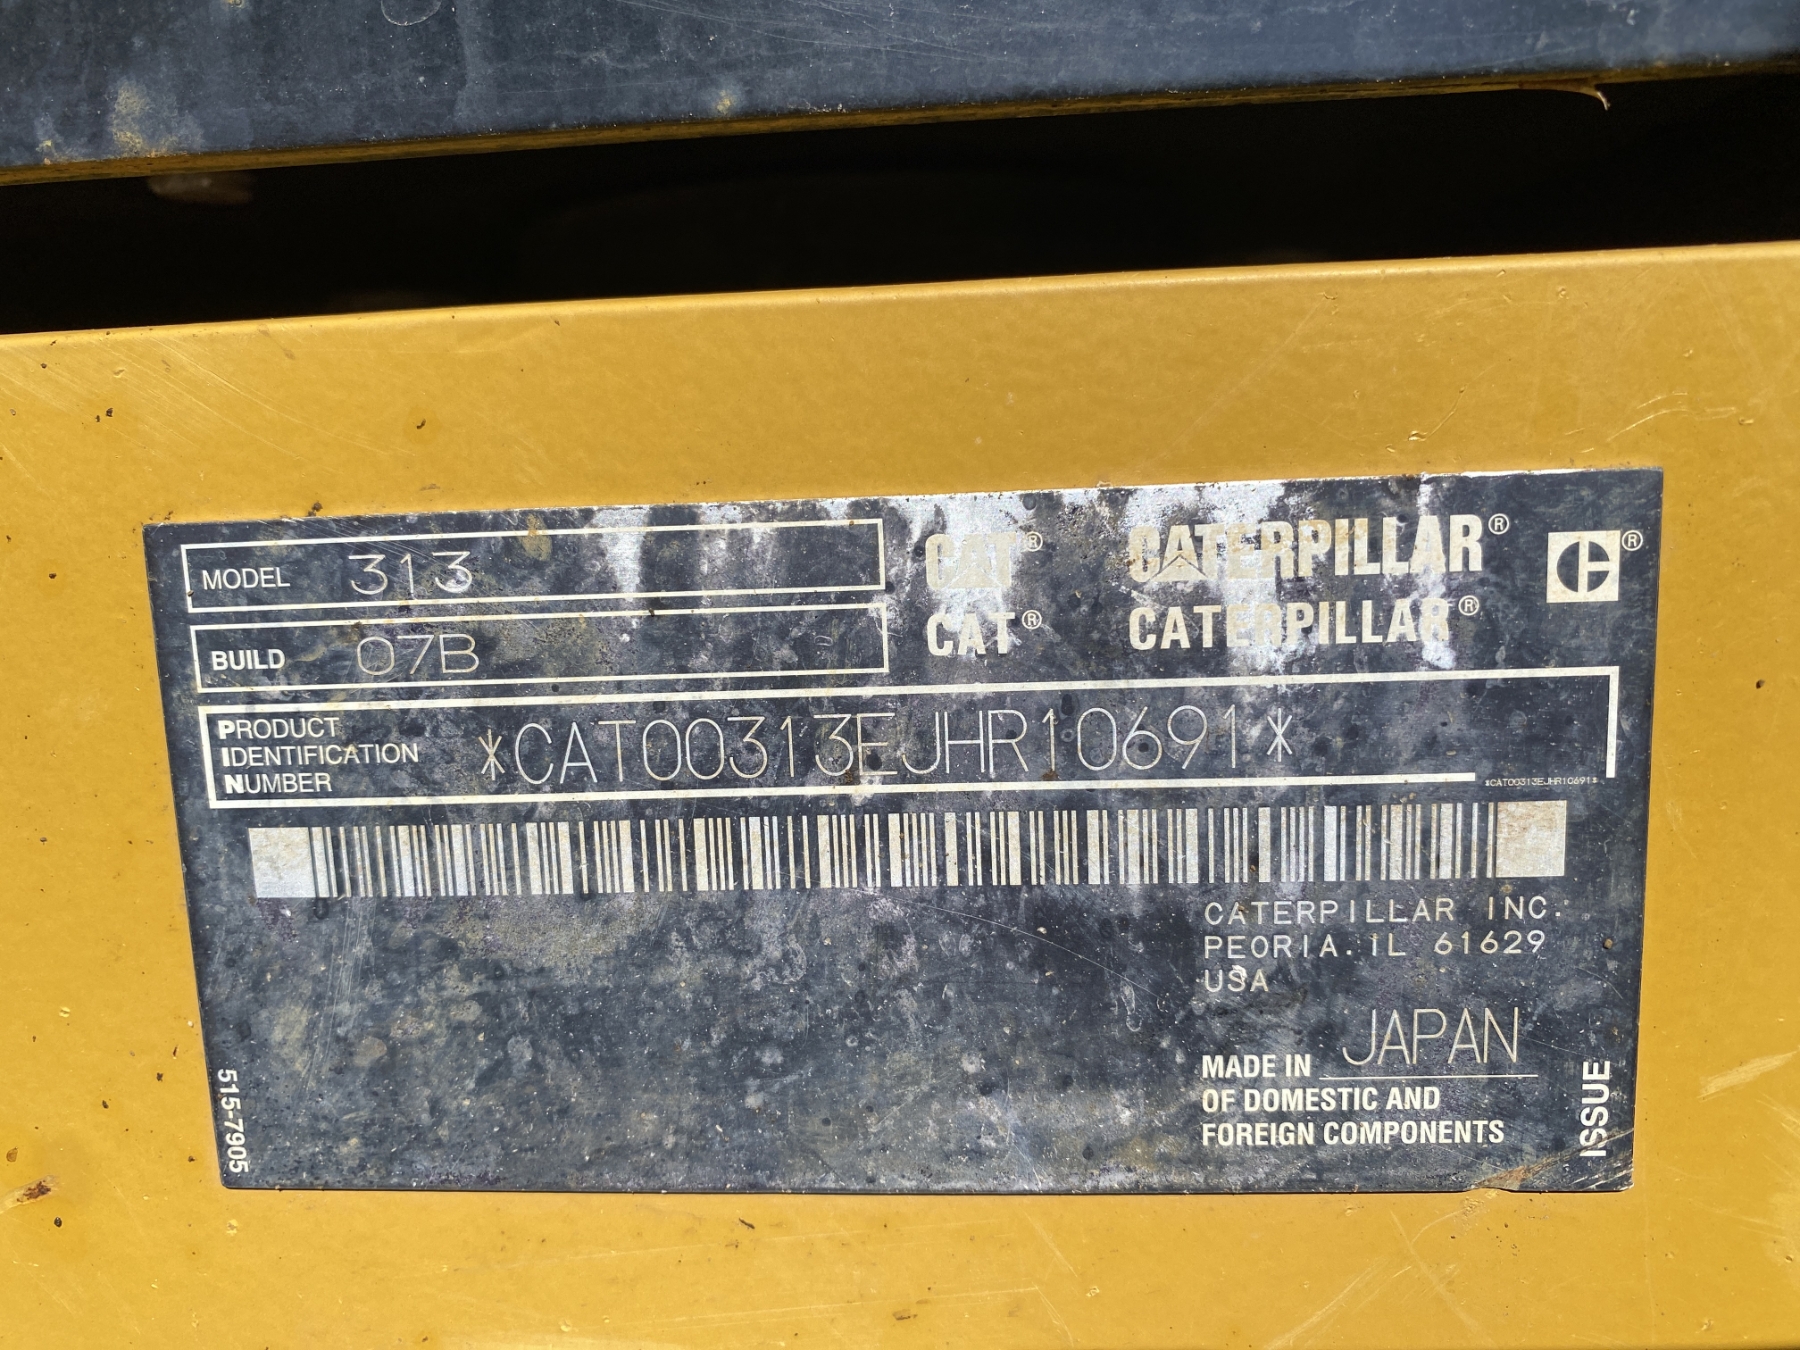 MODEL 313
CAT® CATERPILLAR® ®
BUILD 07B
CAT® CATERPILLAR®
PRODUCT
IDENTIFICATION
NUMBER
*CAT00313EJHR10691*
*CAT00313EJHR10691*
CATERPILLAR INC.
PEORIA. IL 61629
USA
MADE IN JAPAN
OF DOMESTIC AND
FOREIGN COMPONENTS
515-7905
ISSUE